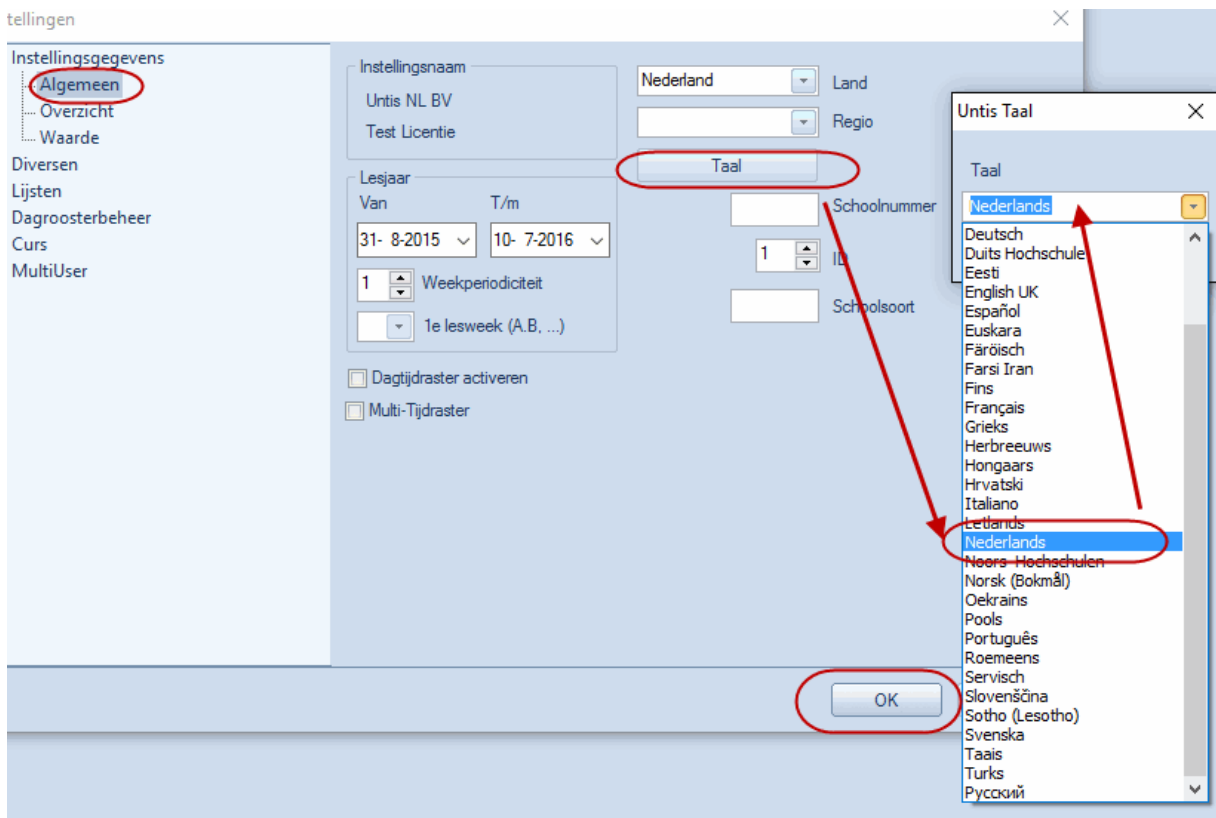 tellingen
Instellingsgegevens
Algemeen
Overzicht
Waarde
Diversen
Lijsten
Dagroosterbeheer
Curs
MultiUser
Instellingsnaam
Untis NL BV
Test Licentie
Lesjaar
Van T/m
31- 8-2015 10- 7-2016
1 Weekperiodiciteit
1e lesweek (A.B, ...)
Dagtijdraster activeren
Multi-Tijdraster
Nederland Land
Regio
Taal
Schoolnummer
1 ID
Schoolsoort
OK
Untis Taal
Taal
Nederlands
Deutsch
Duits Hochschule
Eesti
English UK
Español
Euskara
Färöisch
Farsi Iran
Fins
Français
Grieks
Herbreeuws
Hongaars
Hrvatski
Italiano
Letlands
Nederlands
Noors Hochschulen
Norsk (Bokmål)
Oekrains
Pools
Português
Roemeens
Servisch
Slovenščina
Sotho (Lesotho)
Svenska
Taais
Turks
Русский